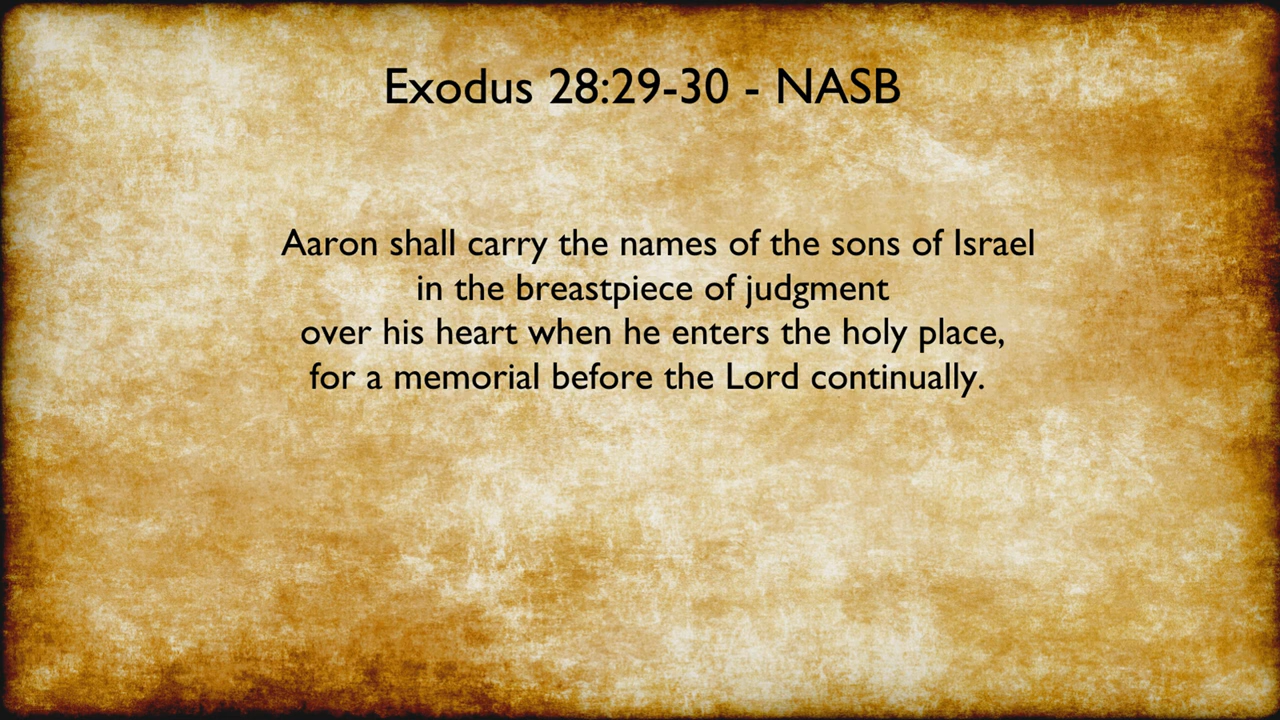 Exodus 28:29-30 - NASB
Aaron shall carry the names of the sons of Israel
in the breastpiece of judgment
over his heart when he enters the holy place,
for a memorial before the Lord continually.